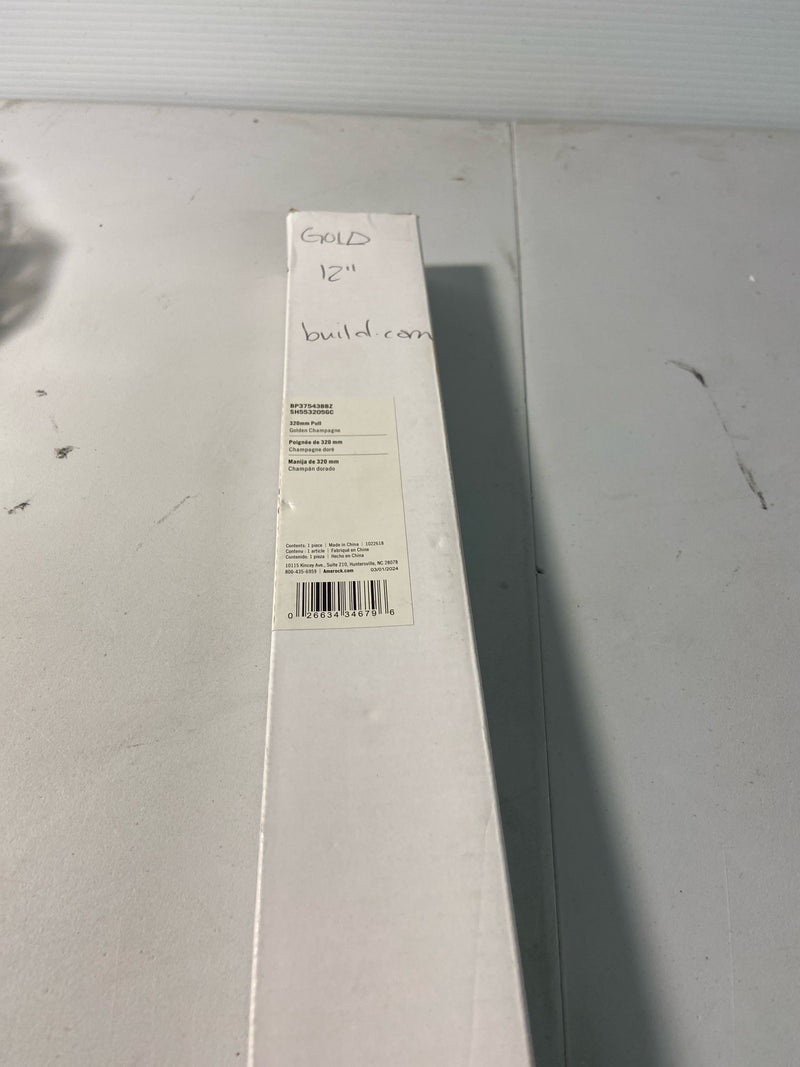 GOLD
12"
build.com
BP37543BBZ
SH553205GC
320mm Pull
Golden Champagne
Poignée de 320 mm
Champagne doré
Manija de 320 mm
Champán dorado
Contents: 1 piece | Made in China | 1022618
Contenu : 1 article | Fabriqué en Chine
Contenido: 1 pieza | Hecho en China
10115 Kincey Ave., Suite 210, Huntersville, NC 28078
800-435-6959 | Amerock.com 03/01/2024
0 26634 34679 6